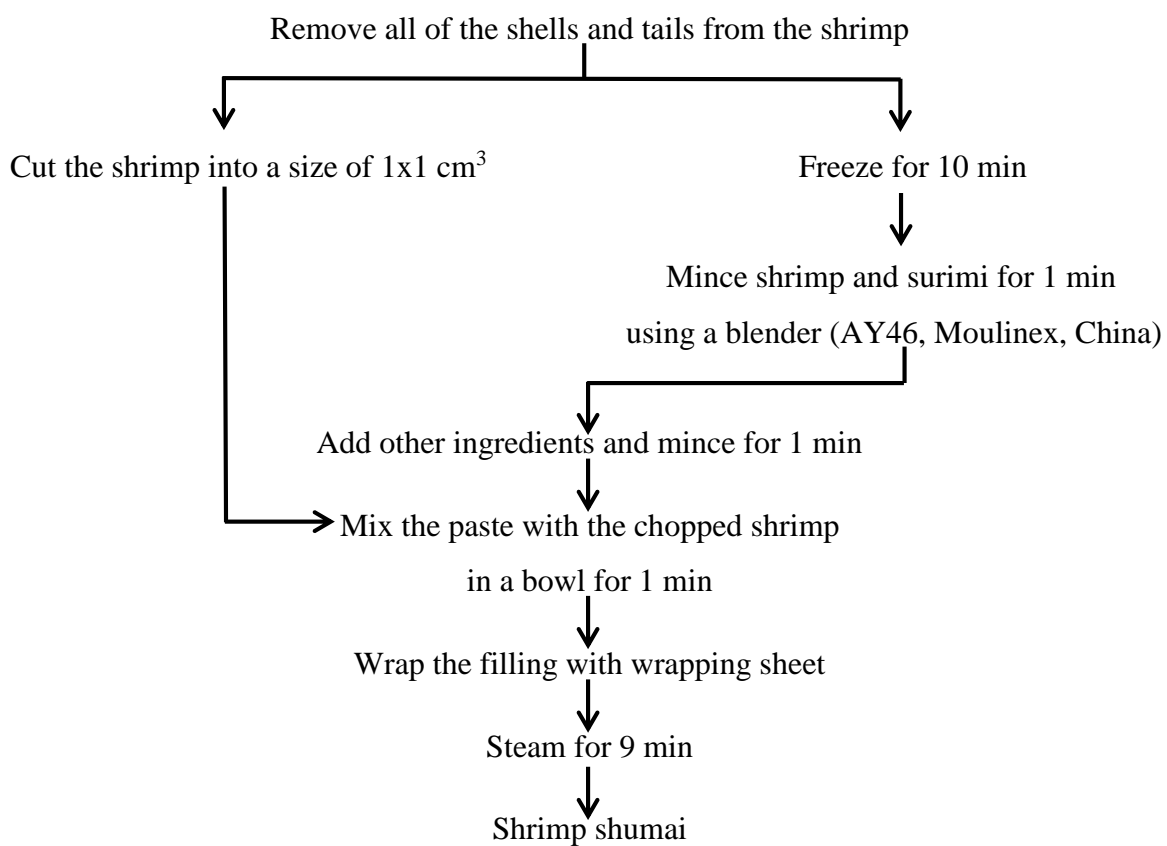 Remove all of the shells and tails from the shrimp
Cut the shrimp into a size of 1x1 cm³
Freeze for 10 min
Mince shrimp and surimi for 1 min
using a blender (AY46, Moulinex, China)
Add other ingredients and mince for 1 min
Mix the paste with the chopped shrimp
in a bowl for 1 min
Wrap the filling with wrapping sheet
Steam for 9 min
Shrimp shumai